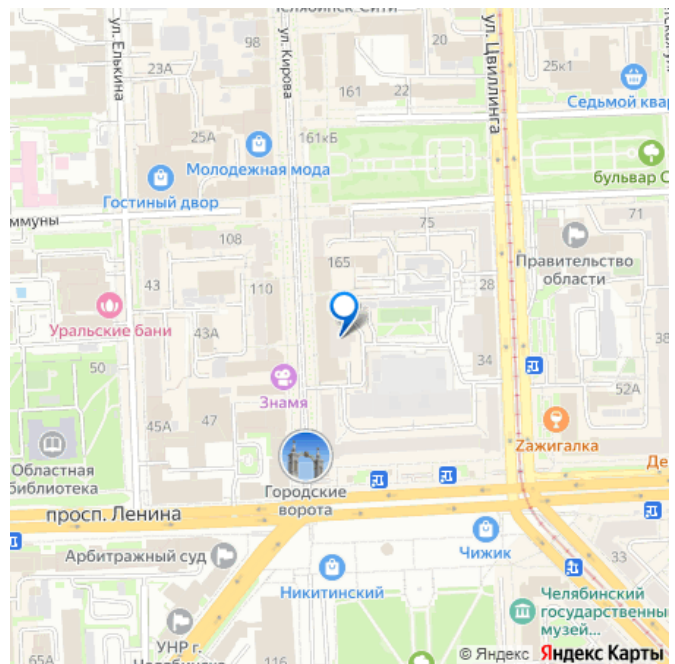 98
20
ул. Елькина
ул. Кирова
ул. Цвиллинга
23А
161
22
25к1
Седьмой ква
25А
161кБ
Молодежная мода
Гостиный двор
бульвар С
ммуны
108
75
71
165
Правительство
области
43
110
28
Уральские бани
43А
34
38
50
Знамя
52А
45А
47
Zажигалка
Областная
библиотека
Де
Городские
ворота
просп. Ленина
Чижик
Арбитражный суд
33
Никитинский
Челябинский
государственны
музей...
УНР г.
65А
116
© Яндекс Яндекс Карты